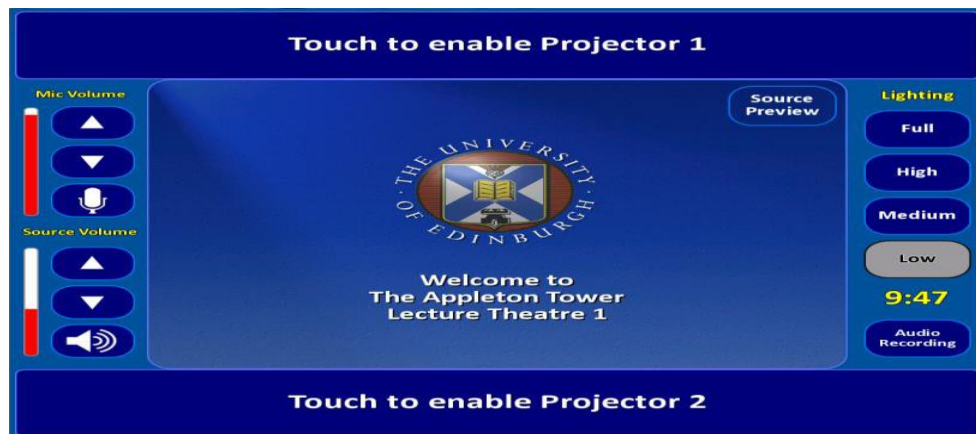 Touch to enable Projector 1
Mic Volume
Source Volume
Source
Preview
THE UNIVERSITY
OF EDINBURGH
Welcome to
The Appleton Tower
Lecture Theatre 1
Lighting
Full
High
Medium
Low
9:47
Audio
Recording
Touch to enable Projector 2